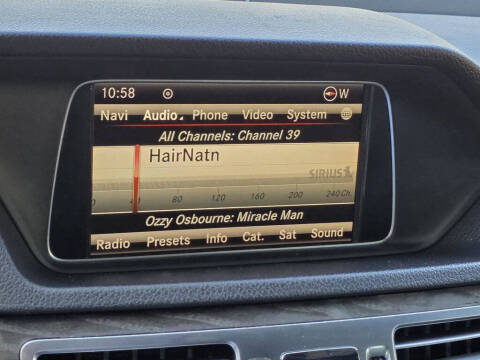 10:58 W
Navi Audio Phone Video System
All Channels: Channel 39
HairNatn
SIRIUS
80 120 160 200 240 Ch.
Ozzy Osbourne: Miracle Man
Radio Presets Info Cat. Sat Sound